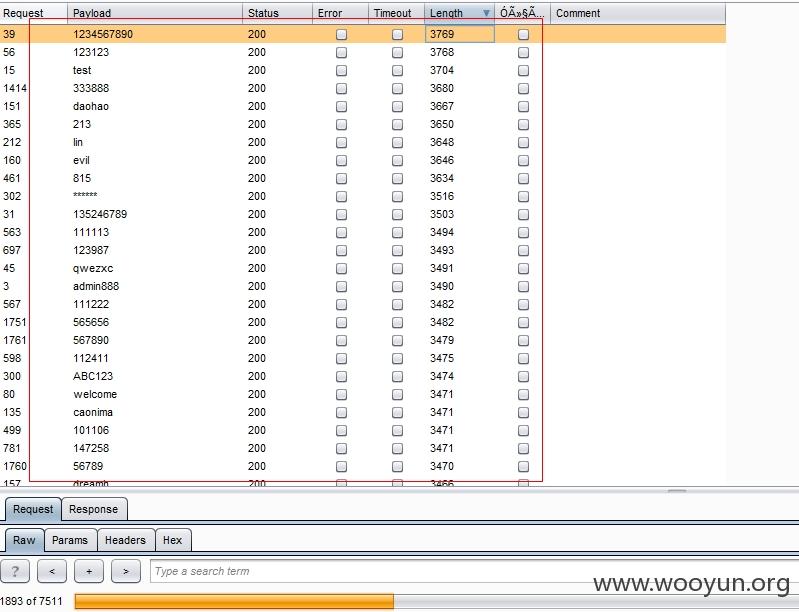 Request Payload Status Error Timeout Length ÓÃ»§Ã... Comment
39 1234567890 200 3769
56 123123 200 3768
15 test 200 3704
1414 333888 200 3680
151 daohao 200 3667
365 213 200 3650
212 lin 200 3648
160 evil 200 3646
461 815 200 3634
302 ****** 200 3516
31 135246789 200 3503
563 111113 200 3494
697 123987 200 3493
45 qwezxc 200 3491
3 admin888 200 3490
567 111222 200 3482
1751 565656 200 3482
1761 567890 200 3479
598 112411 200 3475
300 ABC123 200 3474
80 welcome 200 3471
135 caonima 200 3471
499 101106 200 3471
781 147258 200 3471
1760 56789 200 3470
157 dreamh 200 3466
Request Response
Raw Params Headers Hex
? < + > Type a search term
www.wooyun.org
1893 of 7511